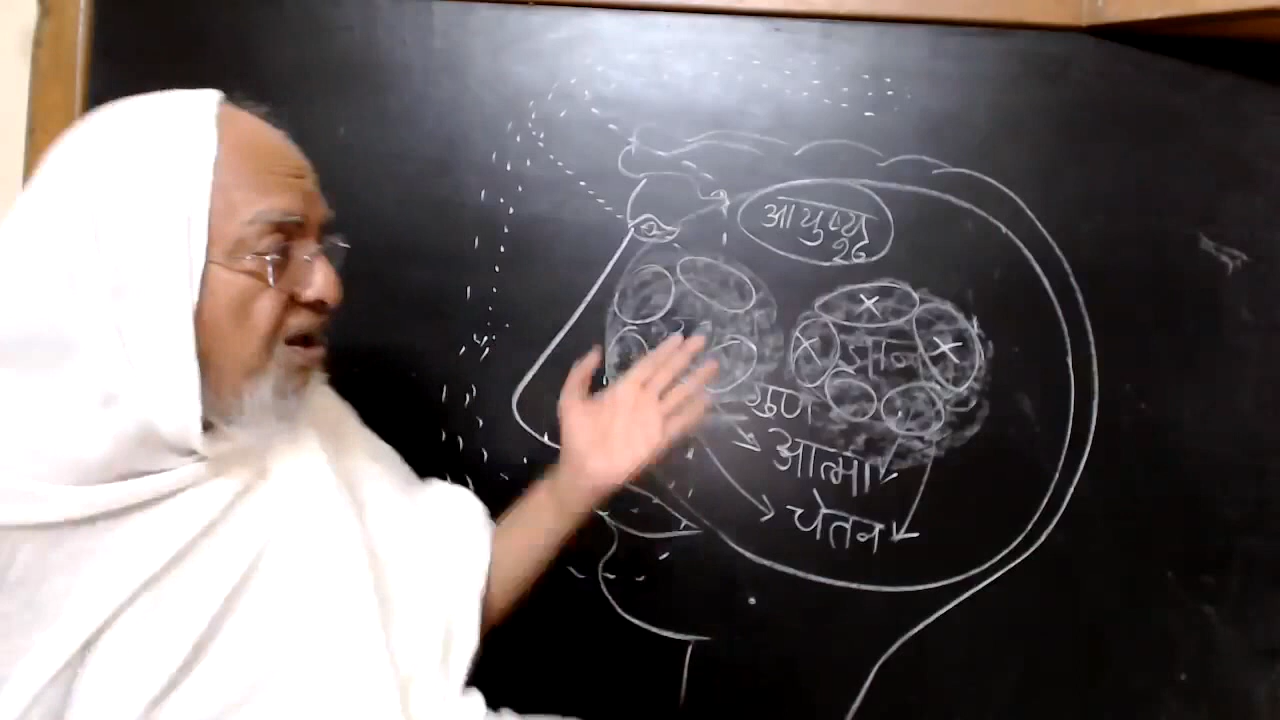 आयुष्य
ज्ञान
गुण
आत्मा
चेतन